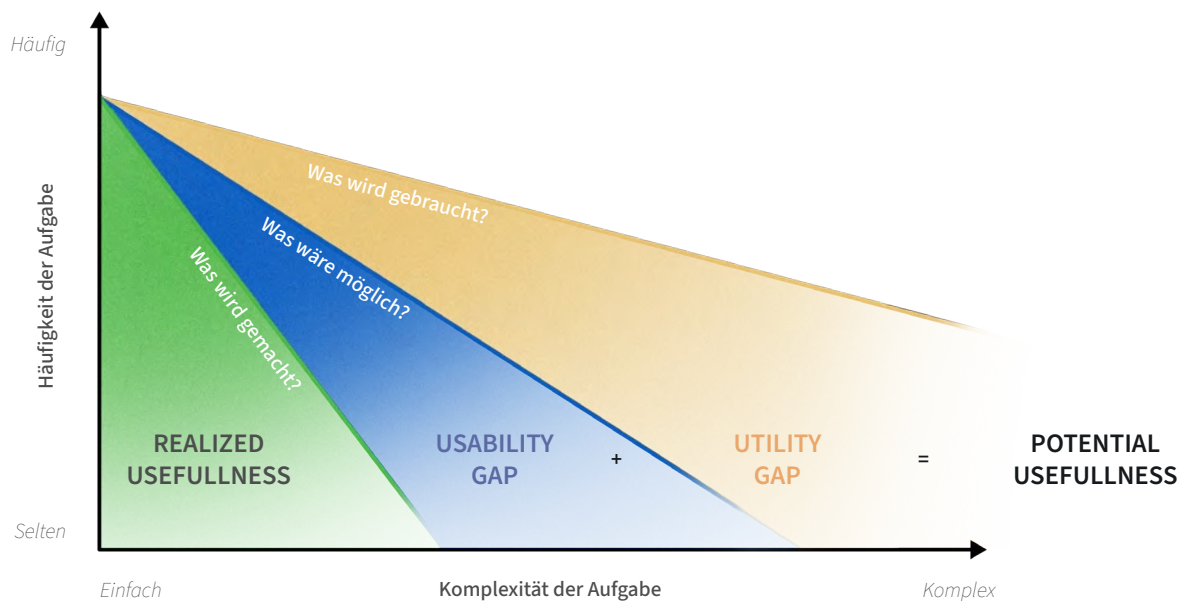 Häufig
Häufigkeit der Aufgabe
Was wird gebraucht?
Was wäre möglich?
Was wird gemacht?
REALIZED
USEFULLNESS
USABILITY
GAP
+
UTILITY
GAP
=
POTENTIAL
USEFULLNESS
Selten
Einfach
Komplexität der Aufgabe
Komplex